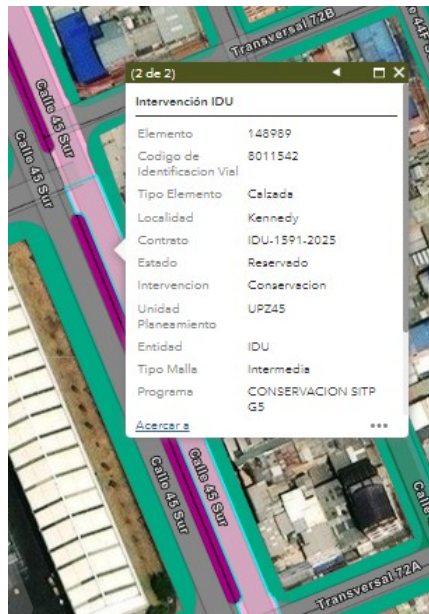 Transversal 72B
Calle 45 Sur
Calle 45 Sur
(2 de 2)
Intervención IDU
Elemento 148989
Codigo de Identificacion Vial 8011542
Tipo Elemento Calzada
Localidad Kennedy
Contrato IDU-1591-2025
Estado Reservado
Intervencion Conservacion
Unidad Planeamiento UPZ45
Entidad IDU
Tipo Malla Intermedia
Programa CONSERVACION SITP G5
Acercar a
Calle 45 Sur
Calle 45 Sur
Transversal 72A